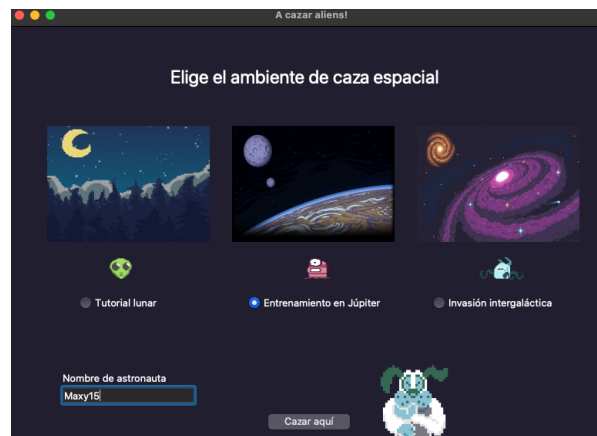 A cazar aliens!
Elige el ambiente de caza espacial
Tutorial lunar
Entrenamiento en Júpiter
Invasión intergaláctica
Nombre de astronauta
Maxy15
Cazar aquí